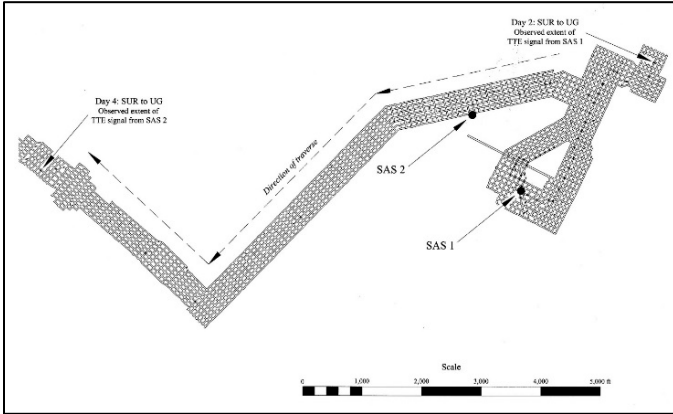 Day 2: SUR to UG
Observed extent of
TTE signal from SAS 1
Day 4: SUR to UG
Observed extent of
TTE signal from SAS 2
Direction of traverse
SAS 2
SAS 1
Scale
0 1,000 2,000 3,000 4,000 5,000 ft